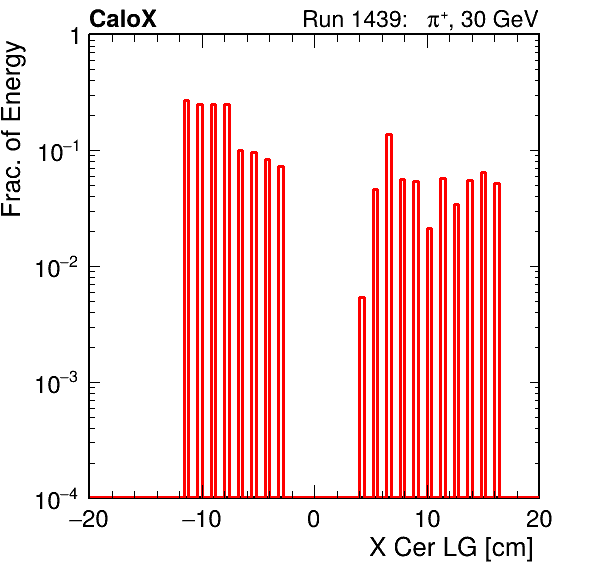 CaloX Run 1439: π⁺, 30 GeV
Frac. of Energy
1
10⁻¹
10⁻²
10⁻³
10⁻⁴
−20 −10 0 10 20
X Cer LG [cm]